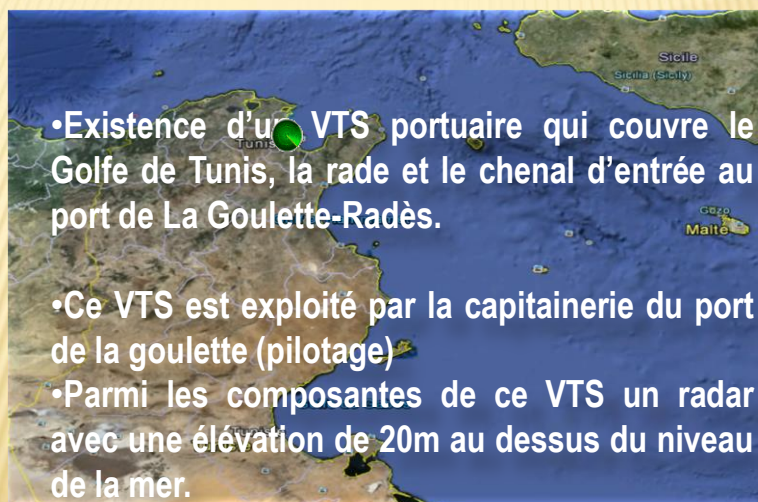 Sicile
Sicilia (Sicily)
•Existence d'un VTS portuaire qui couvre le
Tunis
Golfe de Tunis, la rade et le chenal d'entrée au
port de La Goulette-Radès.
Gozo
Malte
•Ce VTS est exploité par la capitainerie du port
de la goulette (pilotage)
•Parmi les composantes de ce VTS un radar
avec une élévation de 20m au dessus du niveau
de la mer.